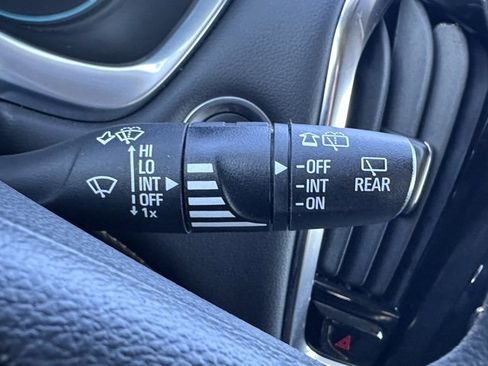 HI
LO
INT
OFF
1x
-OFF
-INT
-ON
REAR